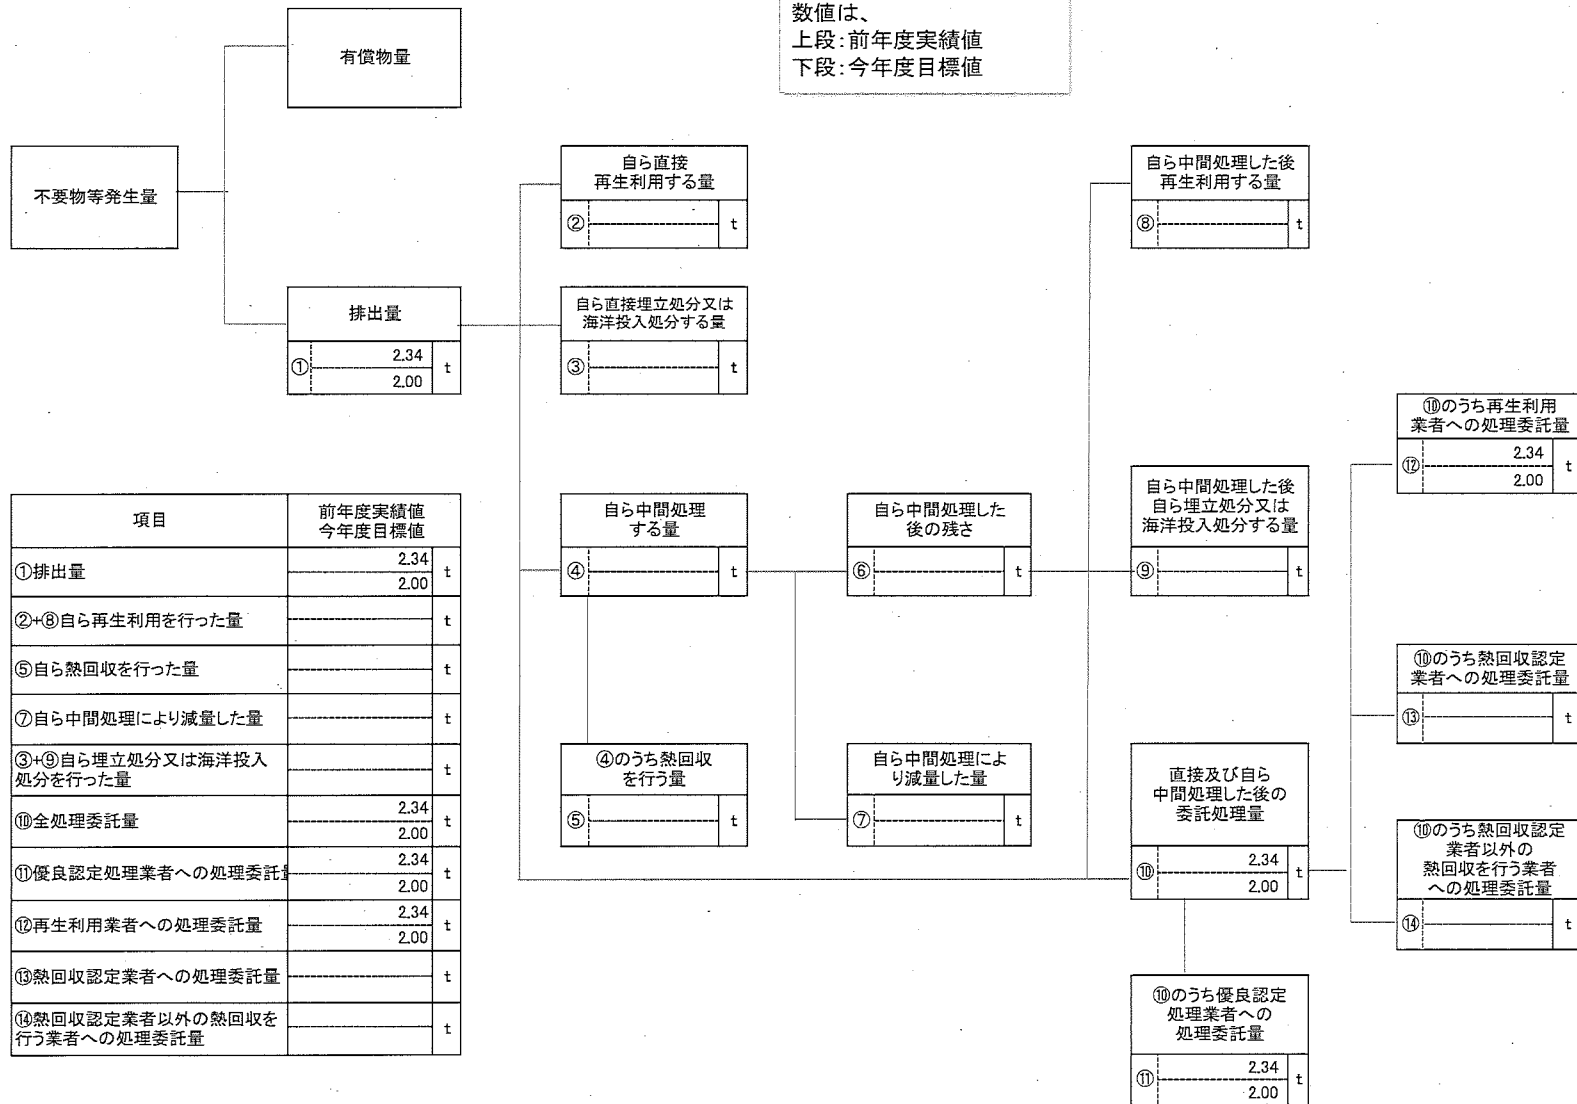 数値は、
上段:前年度実績値
下段:今年度目標値
有償物量
不要物等発生量
排出量
① 2.34 t
2.00
自ら直接
再生利用する量
② t
自ら直接埋立処分又は
海洋投入処分する量
③ t
自ら中間処理した後
再生利用する量
⑧ t
自ら中間処理
する量
④ t
自ら中間処理した
後の残さ
⑥ t
自ら中間処理した後
自ら埋立処分又は
海洋投入処分する量
⑨ t
④のうち熱回収
を行う量
⑤ t
自ら中間処理によ
り減量した量
⑦ t
直接及び自ら
中間処理した後の
委託処理量
⑩ 2.34 t
2.00
⑩のうち優良認定
処理業者への
処理委託量
⑪ 2.34 t
2.00
⑩のうち再生利用
業者への処理委託量
⑫ 2.34 t
2.00
⑩のうち熱回収認定
業者への処理委託量
⑬ t
⑩のうち熱回収認定
業者以外の
熱回収を行う業者
への処理委託量
⑭ t
項目 前年度実績値
今年度目標値
①排出量 2.34 t
2.00
②+⑧自ら再生利用を行った量 t
⑤自ら熱回収を行った量 t
⑦自ら中間処理により減量した量 t
③+⑨自ら埋立処分又は海洋投入
処分を行った量 t
⑩全処理委託量 2.34 t
2.00
⑪優良認定処理業者への処理委託 2.34 t
2.00
⑫再生利用業者への処理委託量 2.34 t
2.00
⑬熱回収認定業者への処理委託量 t
⑭熱回収認定業者以外の熱回収を
行う業者への処理委託量 t